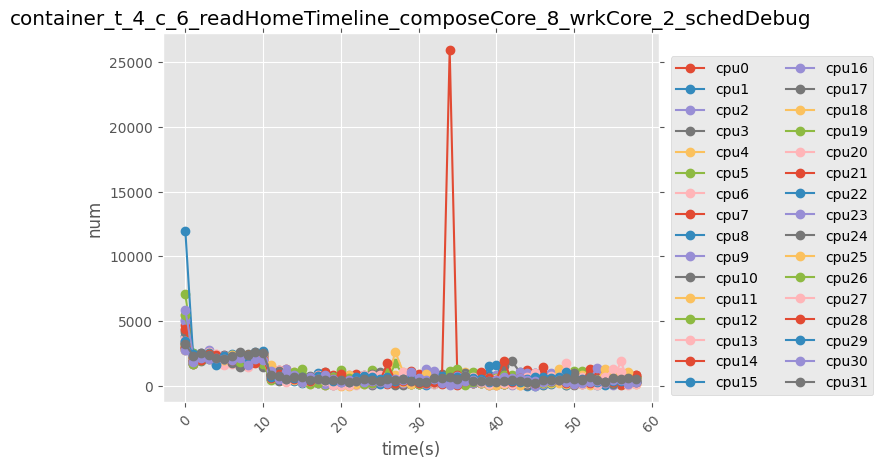 container_t_4_c_6_readHomeTimeline_composeCore_8_wrkCore_2_schedDebug
25000
20000
15000
10000
5000
0
num
0 10 20 30 40 50 60
time(s)
cpu0
cpu1
cpu2
cpu3
cpu4
cpu5
cpu6
cpu7
cpu8
cpu9
cpu10
cpu11
cpu12
cpu13
cpu14
cpu15
cpu16
cpu17
cpu18
cpu19
cpu20
cpu21
cpu22
cpu23
cpu24
cpu25
cpu26
cpu27
cpu28
cpu29
cpu30
cpu31